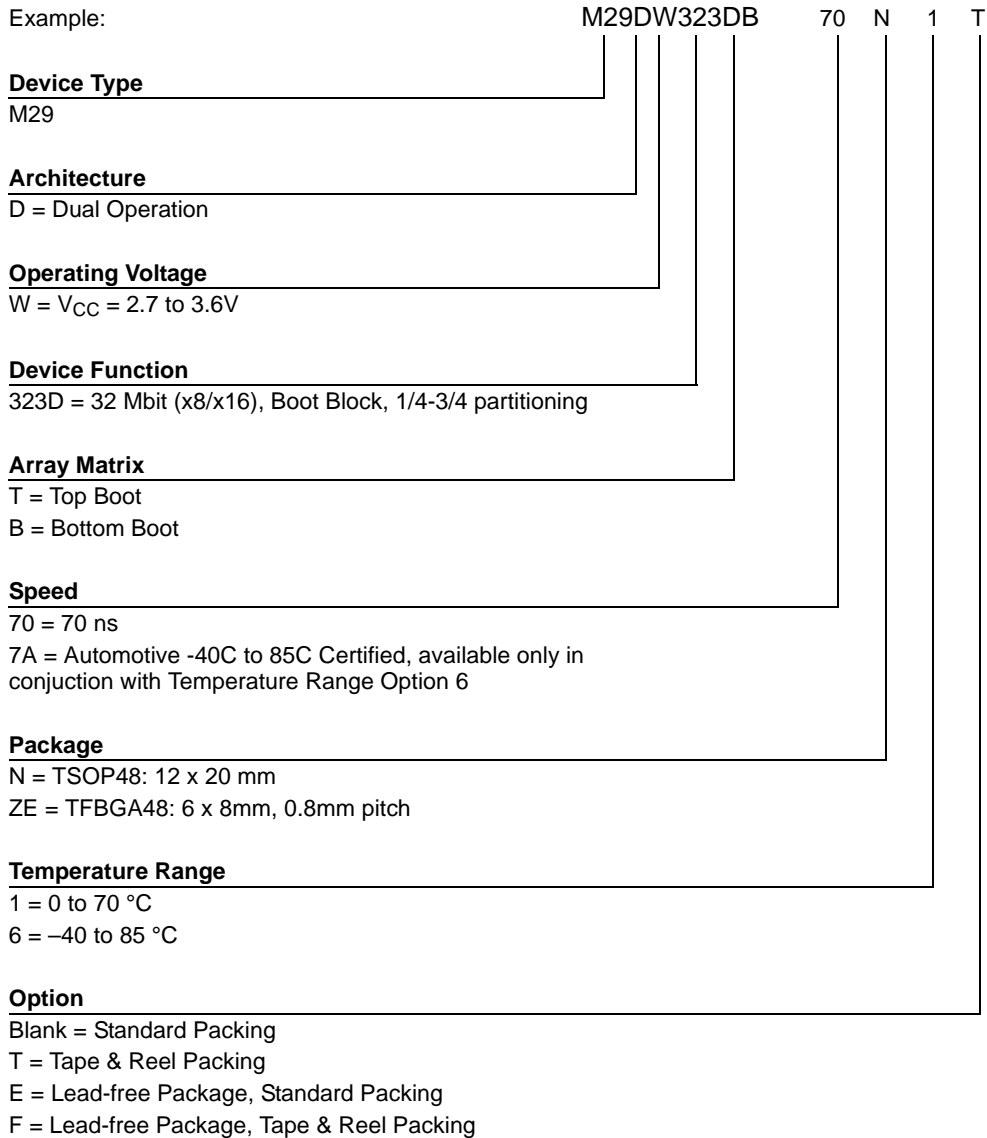 Example: M29DW323DB 70 N 1 T
Device Type
M29
Architecture
D = Dual Operation
Operating Voltage
W = VCC = 2.7 to 3.6V
Device Function
323D = 32 Mbit (x8/x16), Boot Block, 1/4-3/4 partitioning
Array Matrix
T = Top Boot
B = Bottom Boot
Speed
70 = 70 ns
7A = Automotive -40C to 85C Certified, available only in
conjuction with Temperature Range Option 6
Package
N = TSOP48: 12 x 20 mm
ZE = TFBGA48: 6 x 8mm, 0.8mm pitch
Temperature Range
1 = 0 to 70 °C
6 = –40 to 85 °C
Option
Blank = Standard Packing
T = Tape & Reel Packing
E = Lead-free Package, Standard Packing
F = Lead-free Package, Tape & Reel Packing